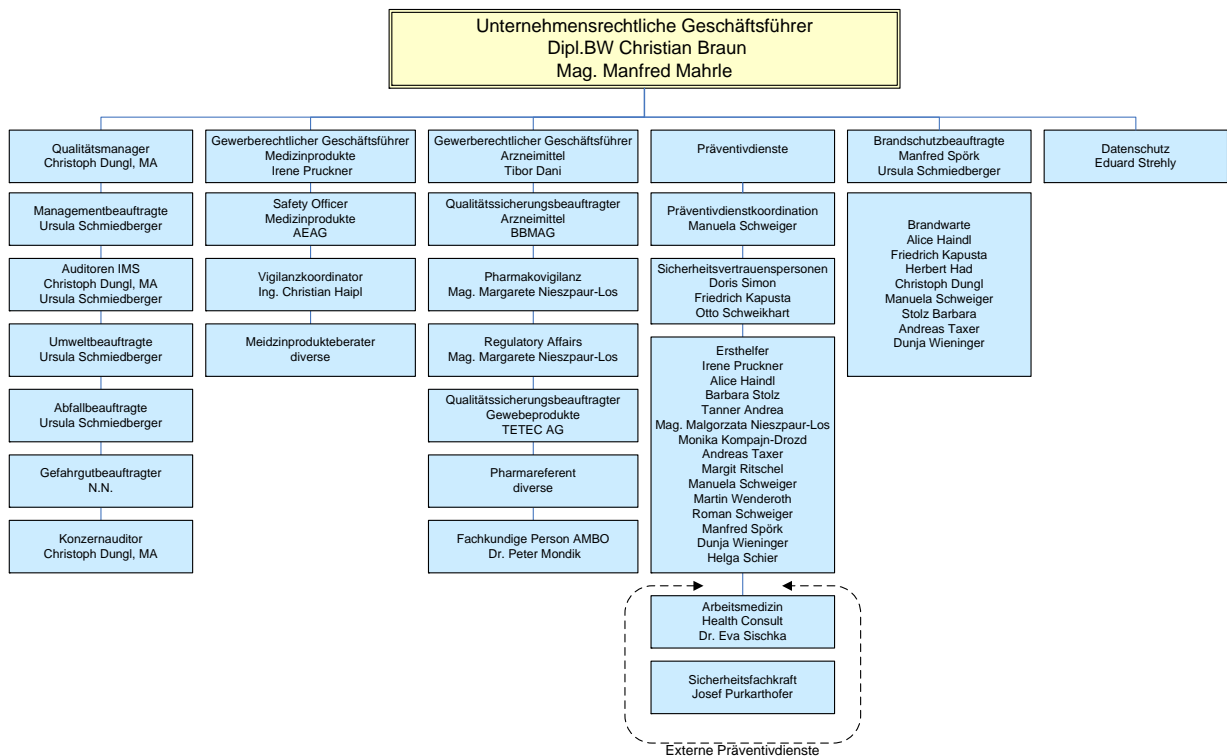 Unternehmensrechtliche Geschäftsführer
Dipl.BW Christian Braun
Mag. Manfred Mahrle
Qualitätsmanager
Christoph Dungl, MA
Managementbeauftragte
Ursula Schmiedberger
Auditoren IMS
Christoph Dungl, MA
Ursula Schmiedberger
Umweltbeauftragte
Ursula Schmiedberger
Abfallbeauftragte
Ursula Schmiedberger
Gefahrgutbeauftragter
N.N.
Konzernauditor
Christoph Dungl, MA
Gewerberechtlicher Geschäftsführer
Medizinprodukte
Irene Pruckner
Safety Officer
Medizinprodukte
AEAG
Vigilanzkoordinator
Ing. Christian Haipl
Meidzinprodukteberater
diverse
Gewerberechtlicher Geschäftsführer
Arzneimittel
Tibor Dani
Qualitätssicherungsbeauftragter
Arzneimittel
BBMAG
Pharmakovigilanz
Mag. Margarete Nieszpaur-Los
Regulatory Affairs
Mag. Margarete Nieszpaur-Los
Qualitätssicherungsbeauftragter
Gewebeprodukte
TETEC AG
Pharmareferent
diverse
Fachkundige Person AMBO
Dr. Peter Mondik
Präventivdienste
Präventivdienstkoordination
Manuela Schweiger
Sicherheitsvertrauenspersonen
Doris Simon
Friedrich Kapusta
Otto Schweikhart
Ersthelfer
Irene Pruckner
Alice Haindl
Barbara Stolz
Tanner Andrea
Mag. Malgorzata Nieszpaur-Los
Monika Kompajn-Drozd
Andreas Taxer
Margit Ritschel
Manuela Schweiger
Martin Wenderoth
Roman Schweiger
Manfred Spörk
Dunja Wieninger
Helga Schier
Arbeitsmedizin
Health Consult
Dr. Eva Sischka
Sicherheitsfachkraft
Josef Purkarthofer
Externe Präventivdienste
Brandschutzbeauftragte
Manfred Spörk
Ursula Schmiedberger
Brandwarte
Alice Haindl
Friedrich Kapusta
Herbert Had
Christoph Dungl
Manuela Schweiger
Stolz Barbara
Andreas Taxer
Dunja Wieninger
Datenschutz
Eduard Strehly